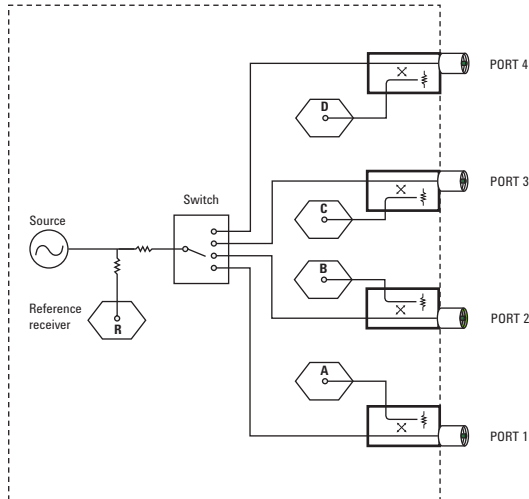 PORT 4
D
PORT 3
Switch
C
Source
B
Reference
receiver
R
PORT 2
A
PORT 1